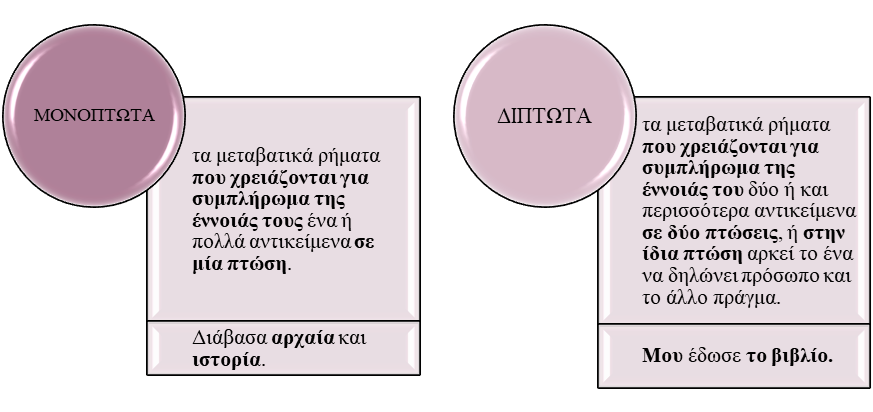 ΜΟΝΟΠΤΩΤΑ
τα μεταβατικά ρήματα
που χρειάζονται για
συμπλήρωμα της
έννοιάς τους ένα ή
πολλά αντικείμενα σε
μία πτώση.
Διάβασα αρχαία και
ιστορία.
ΔΙΠΤΩΤΑ
τα μεταβατικά ρήματα
που χρειάζονται για
συμπλήρωμα της
έννοιάς του δύο ή και
περισσότερα αντικείμενα
σε δύο πτώσεις, ή στην
ίδια πτώση αρκεί το ένα
να δηλώνει πρόσωπο και
το άλλο πράγμα.
Μου έδωσε το βιβλίο.